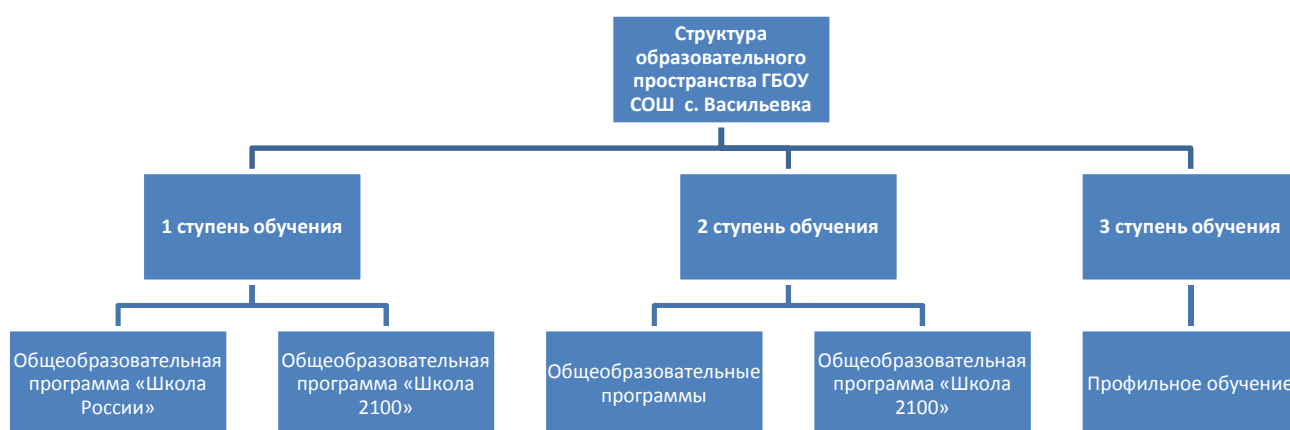 Структура
образовательного
пространства ГБОУ
СОШ с. Васильевка
1 ступень обучения
2 ступень обучения
3 ступень обучения
Общеобразовательная
программа «Школа
России»
Общеобразовательная
программа «Школа
2100»
Общеобразовательные
программы
Общеобразовательная
программа «Школа
2100»
Профильное обучение